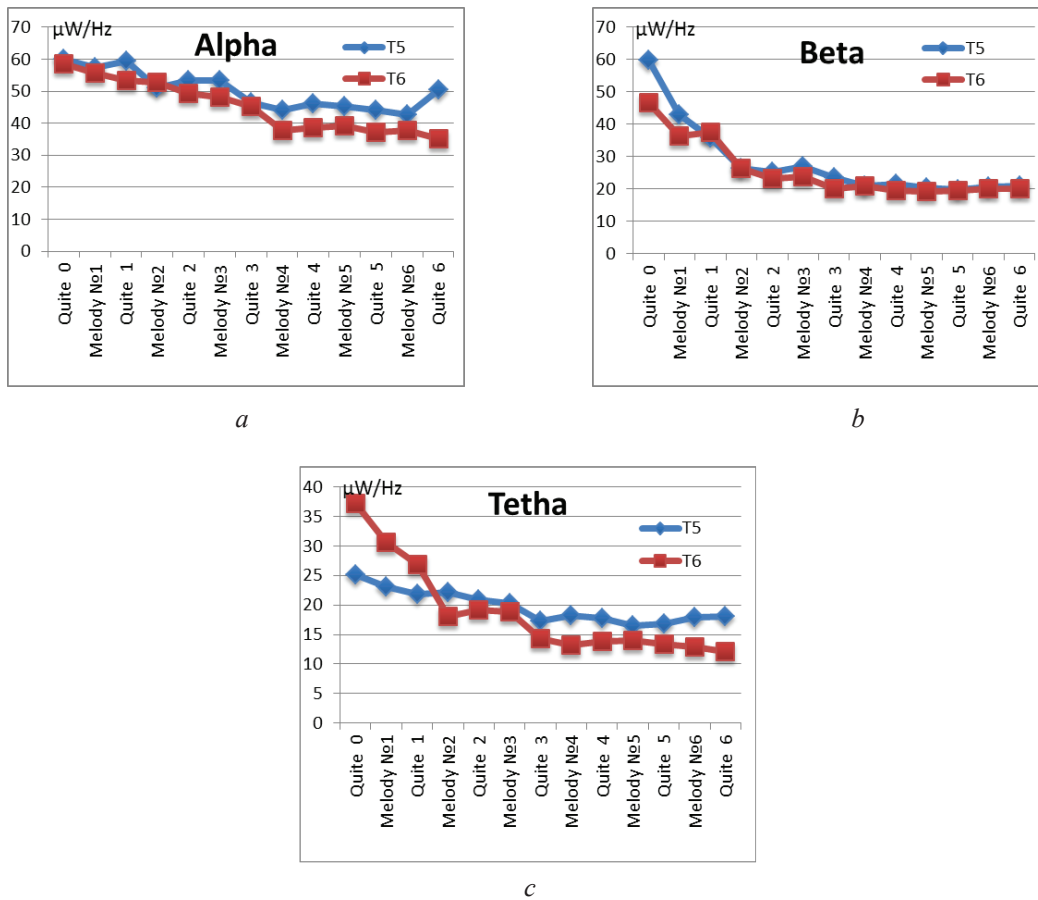 μW/Hz
Alpha
T5
T6
70
60
50
40
30
20
10
0
Quite 0
Melody №1
Quite 1
Melody №2
Quite 2
Melody №3
Quite 3
Melody №4
Quite 4
Melody №5
Quite 5
Melody №6
Quite 6
a
μW/Hz
Beta
T5
T6
70
60
50
40
30
20
10
0
Quite 0
Melody №1
Quite 1
Melody №2
Quite 2
Melody №3
Quite 3
Melody №4
Quite 4
Melody №5
Quite 5
Melody №6
Quite 6
b
μW/Hz
Tetha
T5
T6
40
35
30
25
20
15
10
5
0
Quite 0
Melody №1
Quite 1
Melody №2
Quite 2
Melody №3
Quite 3
Melody №4
Quite 4
Melody №5
Quite 5
Melody №6
Quite 6
c